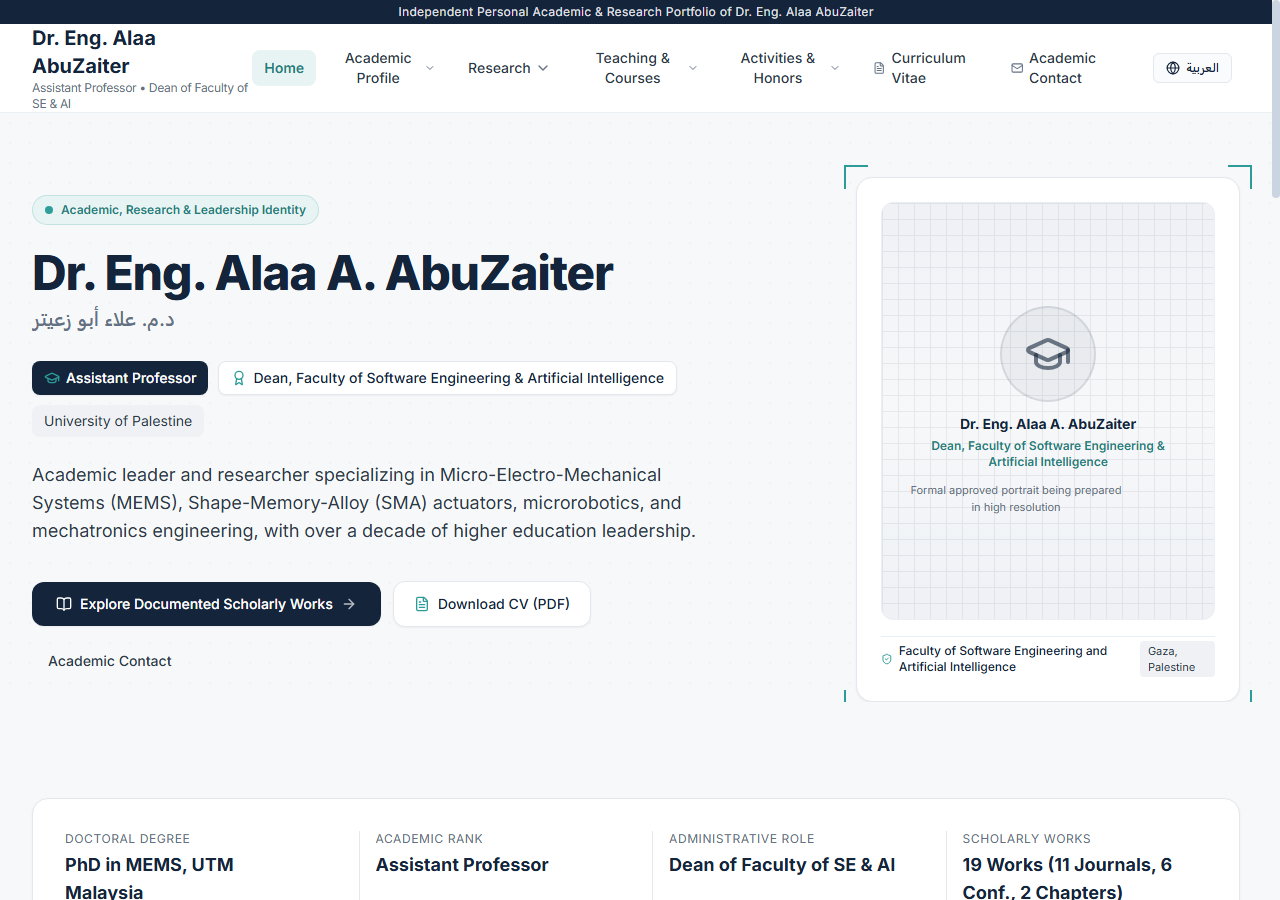 Independent Personal Academic & Research Portfolio of Dr. Eng. Alaa AbuZaiter
Dr. Eng. Alaa
AbuZaiter
Assistant Professor • Dean of Faculty of
SE & AI
Home
Academic
Profile
Research
Teaching &
Courses
Activities &
Honors
Curriculum
Vitae
Academic
Contact
العربية
Academic, Research & Leadership Identity
Dr. Eng. Alaa A. AbuZaiter
د.م. علاء أبو زعيتر
Assistant Professor
Dean, Faculty of Software Engineering & Artificial Intelligence
University of Palestine
Academic leader and researcher specializing in Micro-Electro-Mechanical
Systems (MEMS), Shape-Memory-Alloy (SMA) actuators, microrobotics, and
mechatronics engineering, with over a decade of higher education leadership.
Explore Documented Scholarly Works
Download CV (PDF)
Academic Contact
Dr. Eng. Alaa A. AbuZaiter
Dean, Faculty of Software Engineering &
Artificial Intelligence
Formal approved portrait being prepared
in high resolution
Faculty of Software Engineering and
Artificial Intelligence
Gaza,
Palestine
DOCTORAL DEGREE
PhD in MEMS, UTM
Malaysia
ACADEMIC RANK
Assistant Professor
ADMINISTRATIVE ROLE
Dean of Faculty of SE & AI
SCHOLARLY WORKS
19 Works (11 Journals, 6
Conf., 2 Chapters)